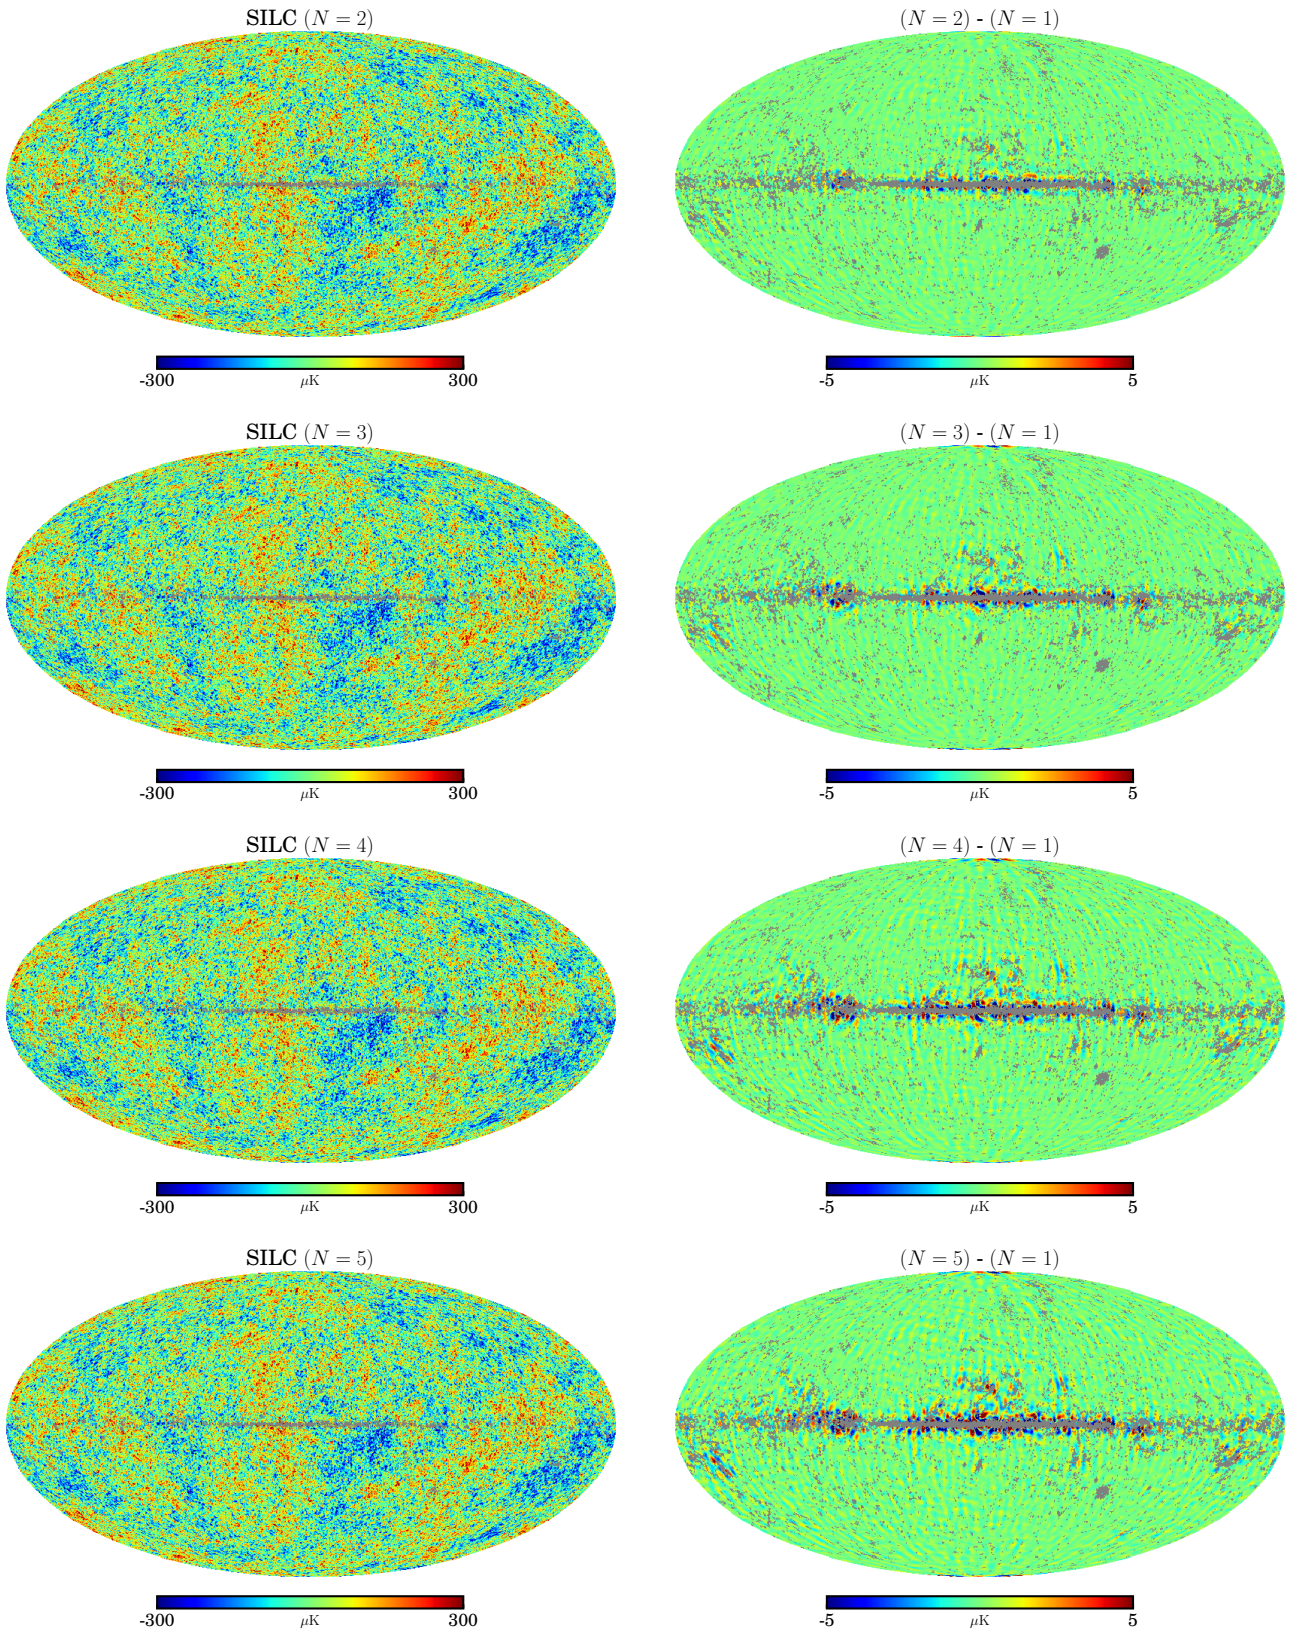 SILC (N = 2)
(N = 2) - (N = 1)
-300 μK 300
-5 μK 5
SILC (N = 3)
(N = 3) - (N = 1)
-300 μK 300
-5 μK 5
SILC (N = 4)
(N = 4) - (N = 1)
-300 μK 300
-5 μK 5
SILC (N = 5)
(N = 5) - (N = 1)
-300 μK 300
-5 μK 5